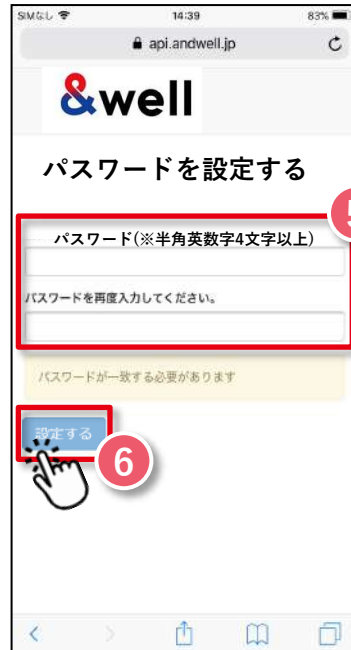 SIMなし 14:39 83%
api.andwell.jp
&well
パスワードを設定する
5
パスワード(※半角英数字4文字以上)
パスワードを再度入力してください。
パスワードが一致する必要があります
設定する
6